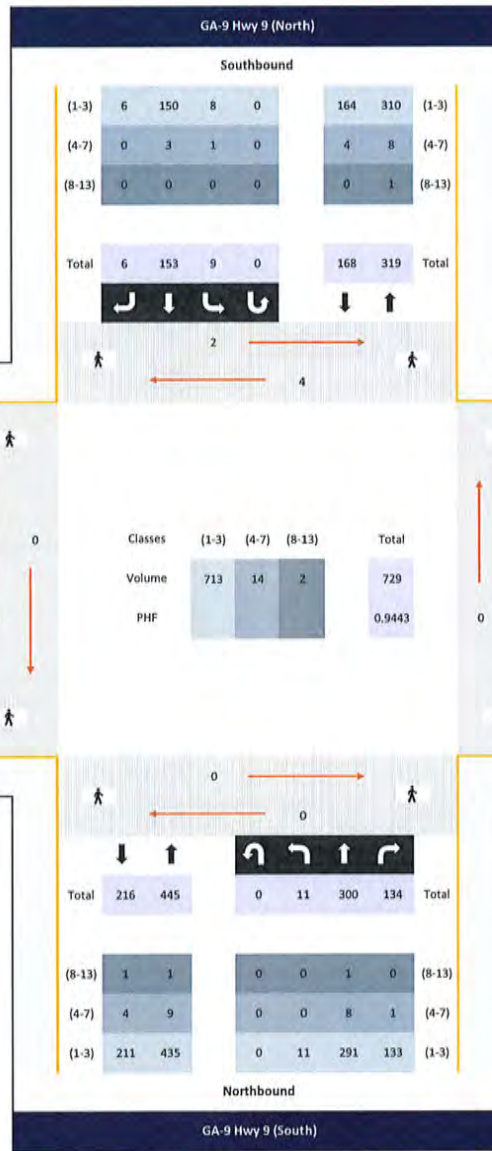 GA-9 Hwy 9 (North)
Southbound
(1-3) 6 150 8 0 164 310 (1-3)
(4-7) 0 3 1 0 4 8 (4-7)
(8-13) 0 0 0 0 0 1 (8-13)
Total 6 153 9 0 168 319 Total
2
4
0
Classes (1-3) (4-7) (8-13) Total
Volume 713 14 2 729
PHF 0.9443
0
0
0
Total 216 445 0 11 300 134 Total
(8-13) 1 1 0 0 1 0 (8-13)
(4-7) 4 9 0 0 8 1 (4-7)
(1-3) 211 435 0 11 291 133 (1-3)
Northbound
GA-9 Hwy 9 (South)